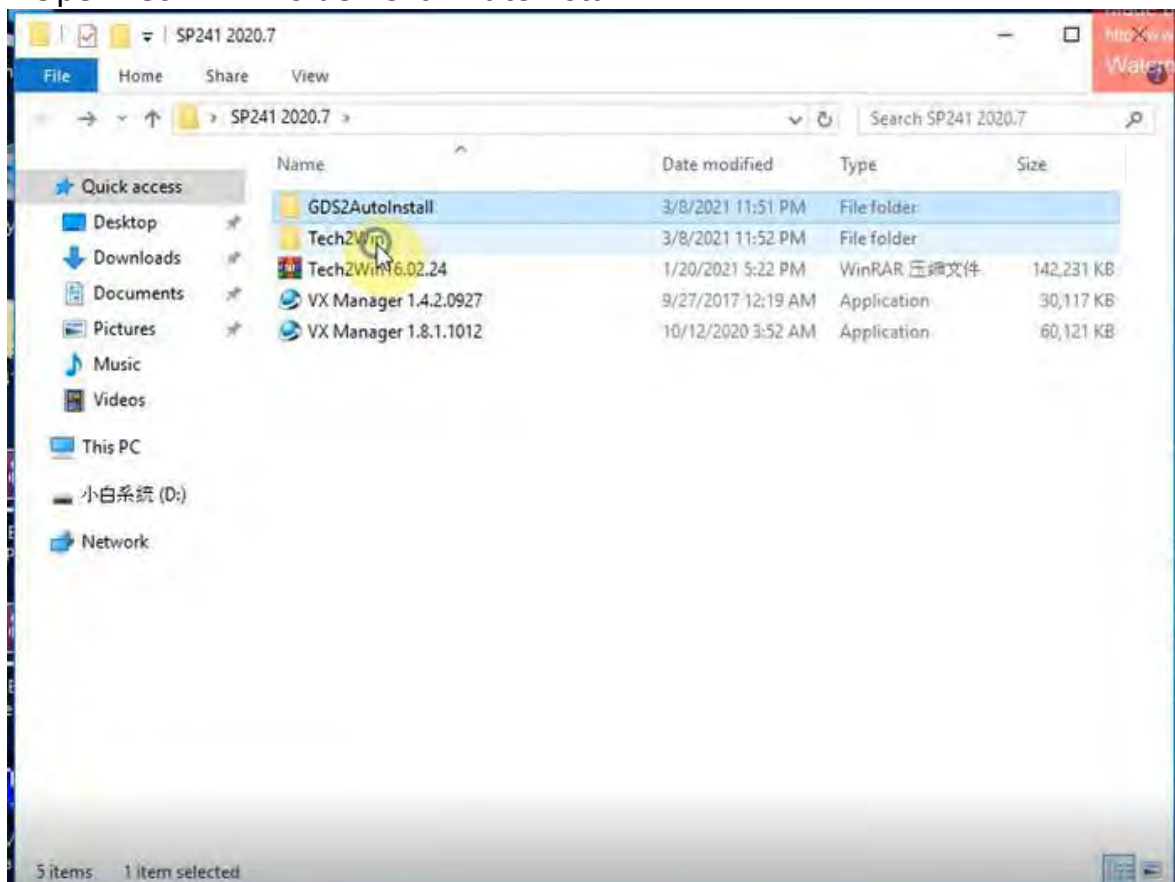 SP241 2020.7
File Home Share View
SP241 2020.7
Search SP241 2020.7
Name Date modified Type Size
Quick access
Desktop
Downloads
Documents
Pictures
Music
Videos
This PC
小白系统 (D:)
Network
GDS2AutoInstall 3/8/2021 11:51 PM File folder
Tech2Win 3/8/2021 11:52 PM File folder
Tech2Win16.02.24 1/20/2021 5:22 PM WinRAR 压缩文件 142,231 KB
VX Manager 1.4.2.0927 9/27/2017 12:19 AM Application 30,117 KB
VX Manager 1.8.1.1012 10/12/2020 3:52 AM Application 60,121 KB
5 items 1 item selected